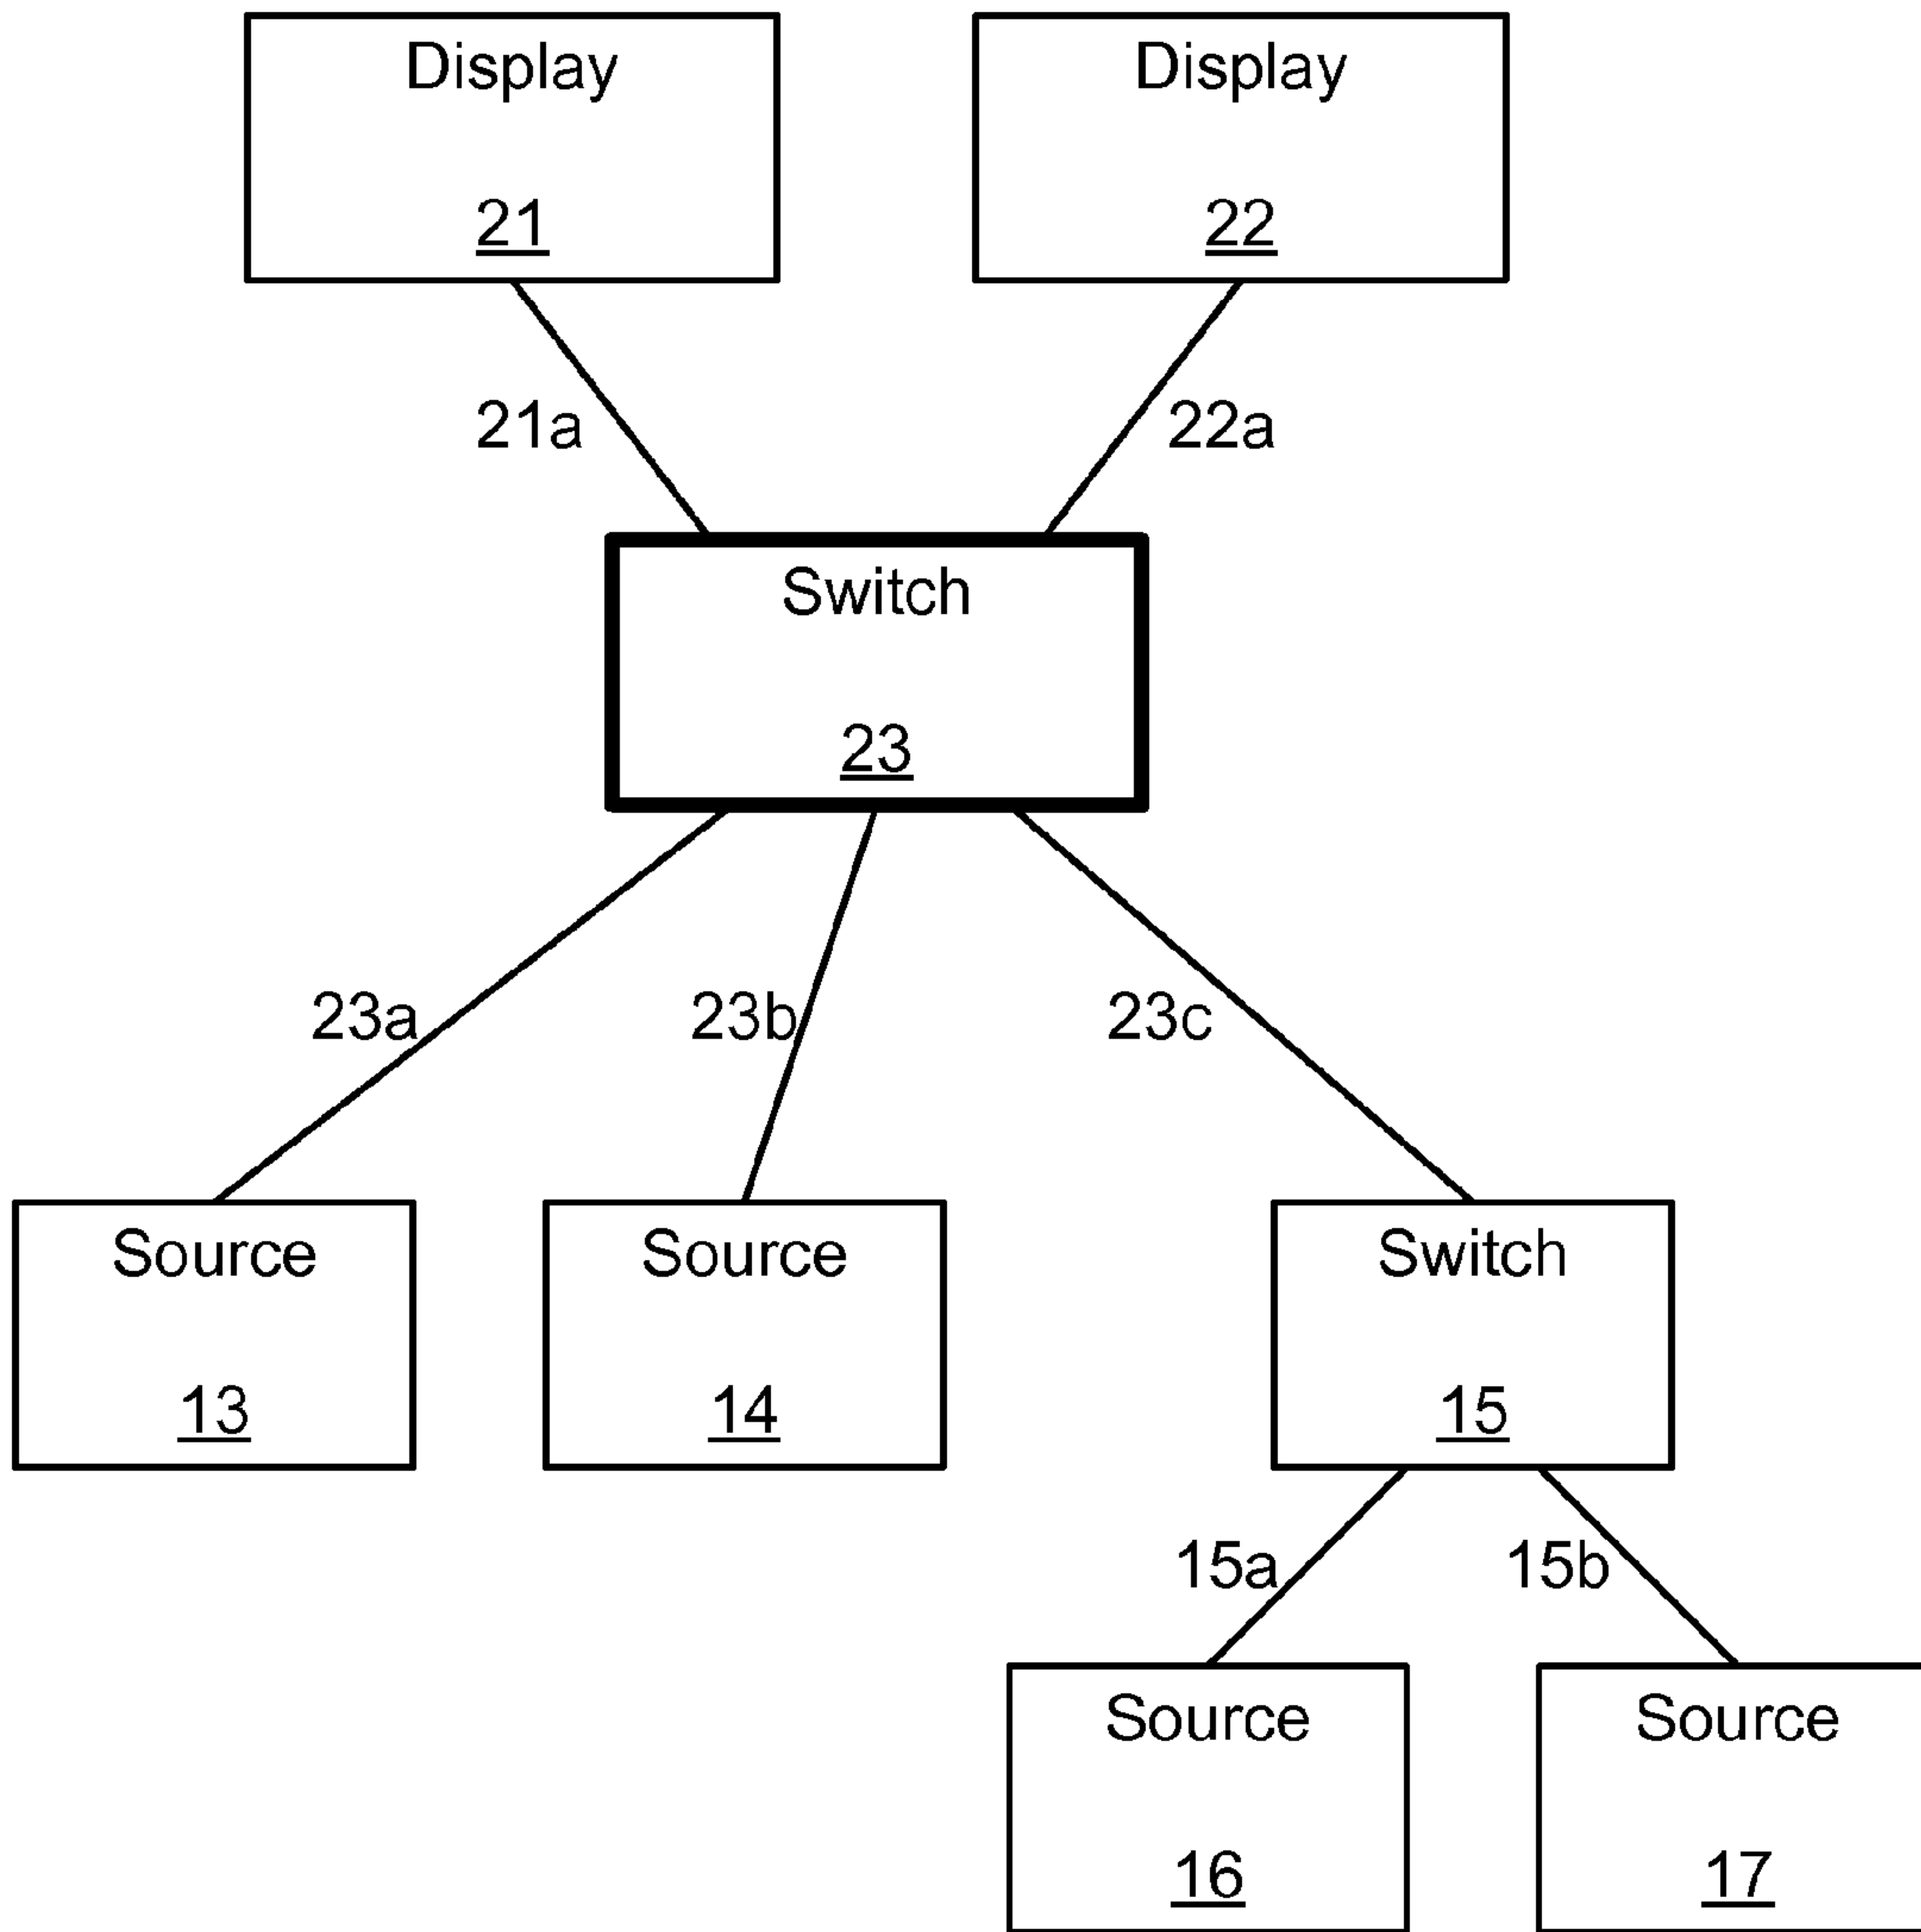 Display
21
Display
22
21a
22a
Switch
23
23a
23b
23c
Source
13
Source
14
Switch
15
15a
15b
Source
16
Source
17